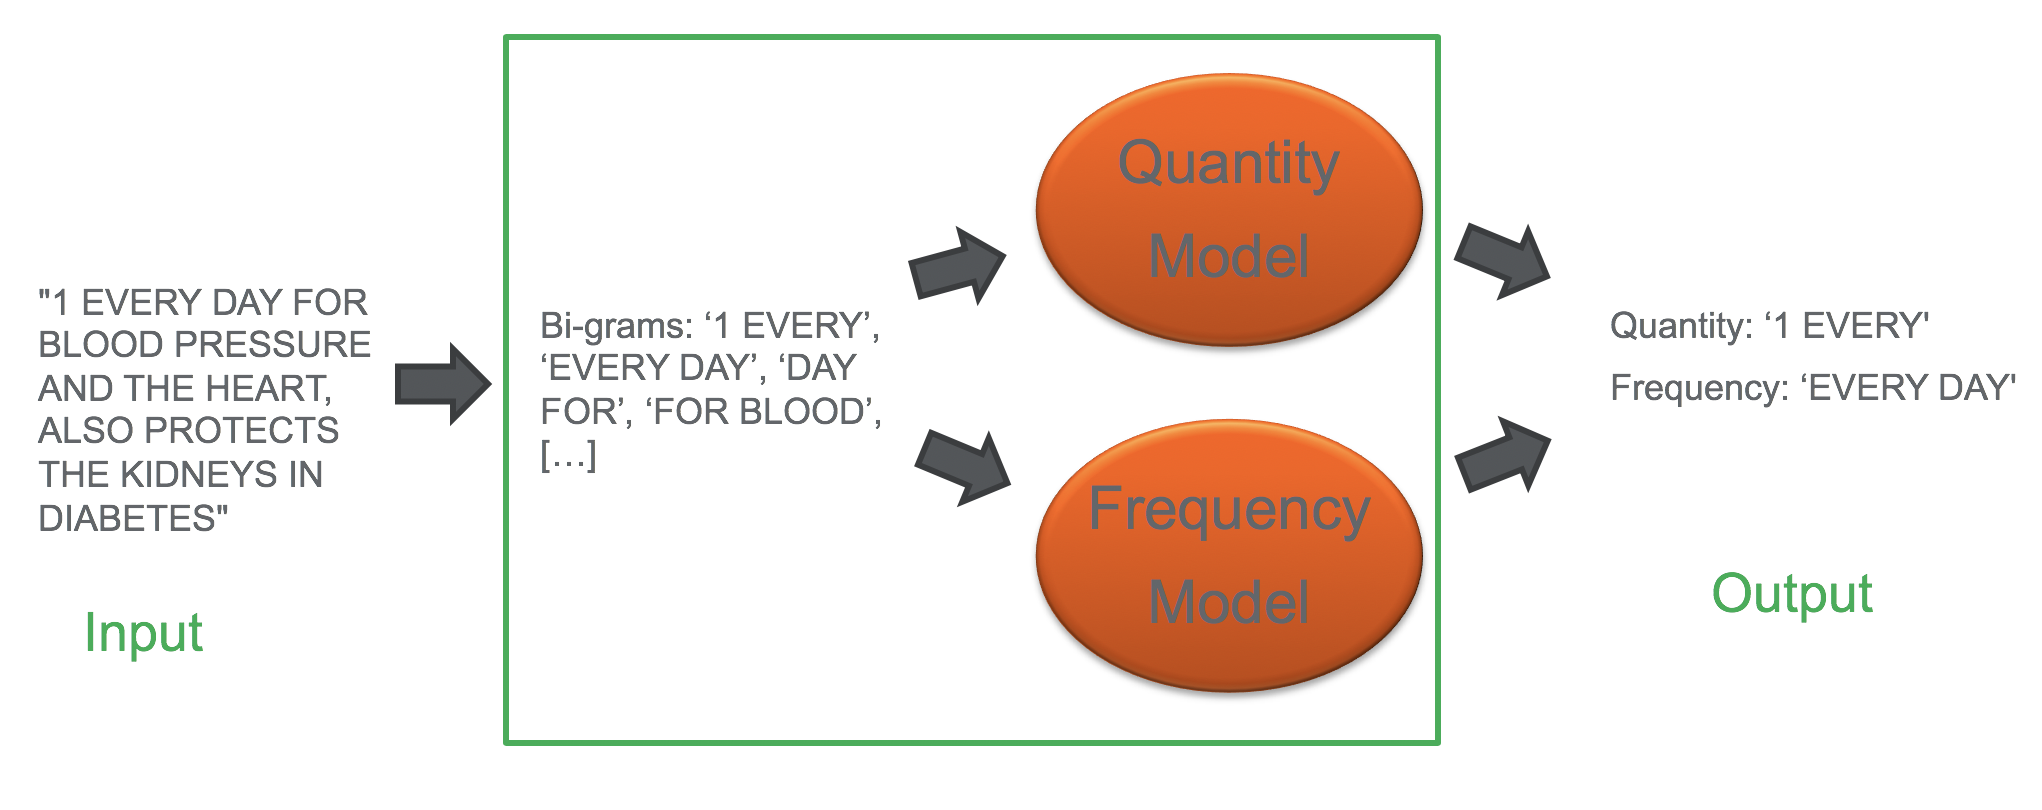 "1 EVERY DAY FOR
BLOOD PRESSURE
AND THE HEART,
ALSO PROTECTS
THE KIDNEYS IN
DIABETES"
Input
Bi-grams: ‘1 EVERY’,
‘EVERY DAY’, ‘DAY
FOR’, ‘FOR BLOOD’,
[…]
Quantity
Model
Frequency
Model
Quantity: ‘1 EVERY'
Frequency: ‘EVERY DAY'
Output